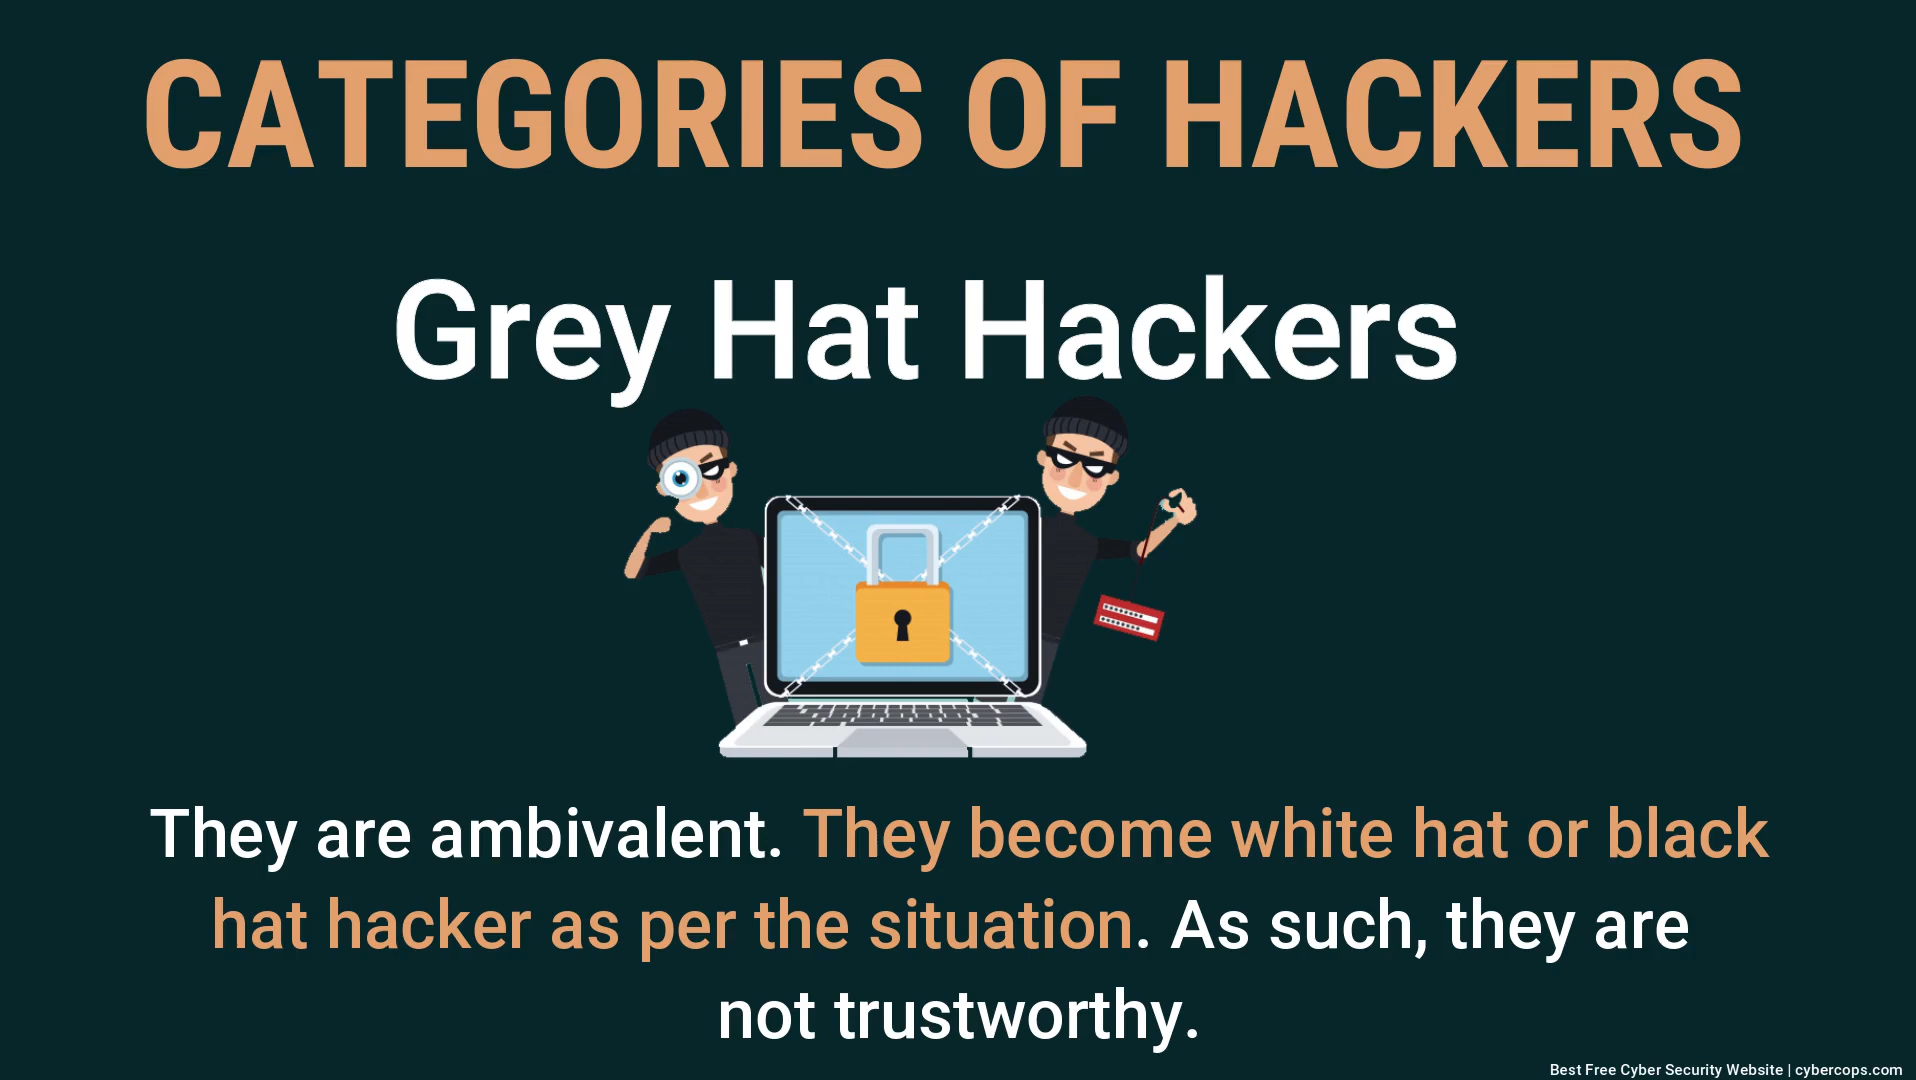 CATEGORIES OF HACKERS
Grey Hat Hackers
They are ambivalent. They become white hat or black
hat hacker as per the situation. As such, they are
not trustworthy.
Best Free Cyber Security Website | cybercops.com